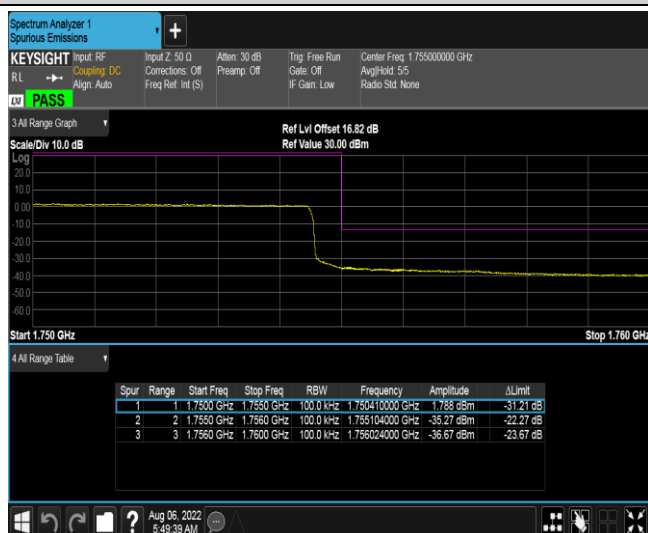 Spectrum Analyzer 1
Spurious Emissions
KEYSIGHT
RL
LXI PASS
Input: RF
Coupling: DC
Align: Auto
Input Z: 50 Ω
Corrections: Off
Freq Ref: Int (S)
Atten: 30 dB
Preamp: Off
Trig: Free Run
Gate: Off
IF Gain: Low
Center Freq: 1.755000000 GHz
Avg|Hold: 5/5
Radio Std: None
3 All Range Graph
Scale/Div 10.0 dB
Ref Lvl Offset 16.82 dB
Ref Value 30.00 dBm
Log
20.0
10.0
0.00
-10.0
-20.0
-30.0
-40.0
-50.0
-60.0
Start 1.750 GHz
Stop 1.760 GHz
4 All Range Table
Spur Range Start Freq Stop Freq RBW Frequency Amplitude ΔLimit
1 1 1.7500 GHz 1.7550 GHz 100.0 kHz 1.750410000 GHz 1.788 dBm -31.21 dB
2 2 1.7550 GHz 1.7560 GHz 100.0 kHz 1.755104000 GHz -35.27 dBm -22.27 dB
3 3 1.7560 GHz 1.7600 GHz 100.0 kHz 1.756024000 GHz -36.67 dBm -23.67 dB
?
Aug 06, 2022
5:49:39 AM